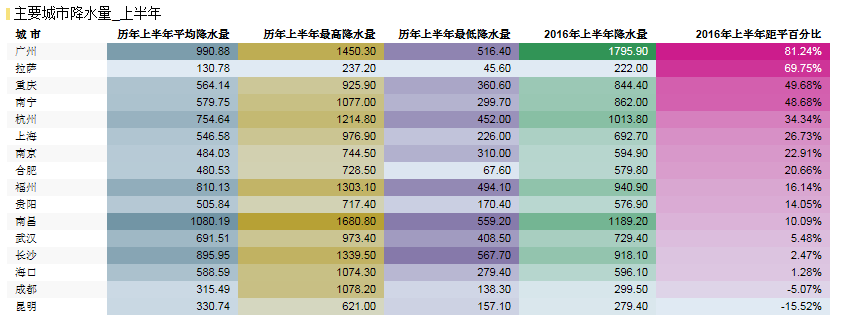 主要城市降水量_上半年
城 市 历年上半年平均降水量 历年上半年最高降水量 历年上半年最低降水量 2016年上半年降水量 2016年上半年距平百分比
广州 990.88 1450.30 516.40 1795.90 81.24%
拉萨 130.78 237.20 45.60 222.00 69.75%
重庆 564.14 925.90 360.60 844.40 49.68%
南宁 579.75 1077.00 299.70 862.00 48.68%
杭州 754.64 1214.80 452.00 1013.80 34.34%
上海 546.58 976.90 226.00 692.70 26.73%
南京 484.03 744.50 310.00 594.90 22.91%
合肥 480.53 728.50 67.60 579.80 20.66%
福州 810.13 1303.10 494.10 940.90 16.14%
贵阳 505.84 717.40 170.40 576.90 14.05%
南昌 1080.19 1680.80 559.20 1189.20 10.09%
武汉 691.51 973.40 408.50 729.40 5.48%
长沙 895.95 1339.50 567.70 918.10 2.47%
海口 588.59 1074.30 279.40 596.10 1.28%
成都 315.49 1078.20 138.30 299.50 -5.07%
昆明 330.74 621.00 157.10 279.40 -15.52%